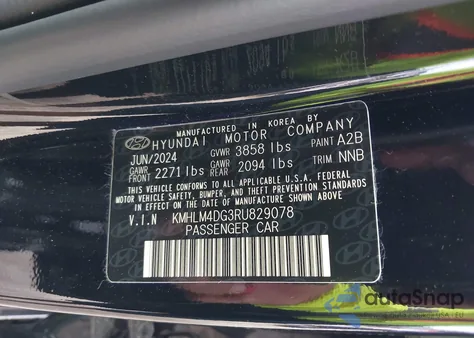 MANUFACTURED IN KOREA BY
HYUNDAI MOTOR COMPANY
JUN/2024 GVWR 3858 lbs PAINT A2B
GAWR FRONT 2271 lbs GAWR REAR 2094 lbs TRIM NNB
THIS VEHICLE CONFORMS TO ALL APPLICABLE U.S. FEDERAL
MOTOR VEHICLE SAFETY, BUMPER, AND THEFT PREVENTION
STANDARDS IN EFFECT ON THE DATE OF MANUFACTURE SHOWN ABOVE
V.I.N KMHLM4DG3RU829078
PASSENGER CAR
autoSnap